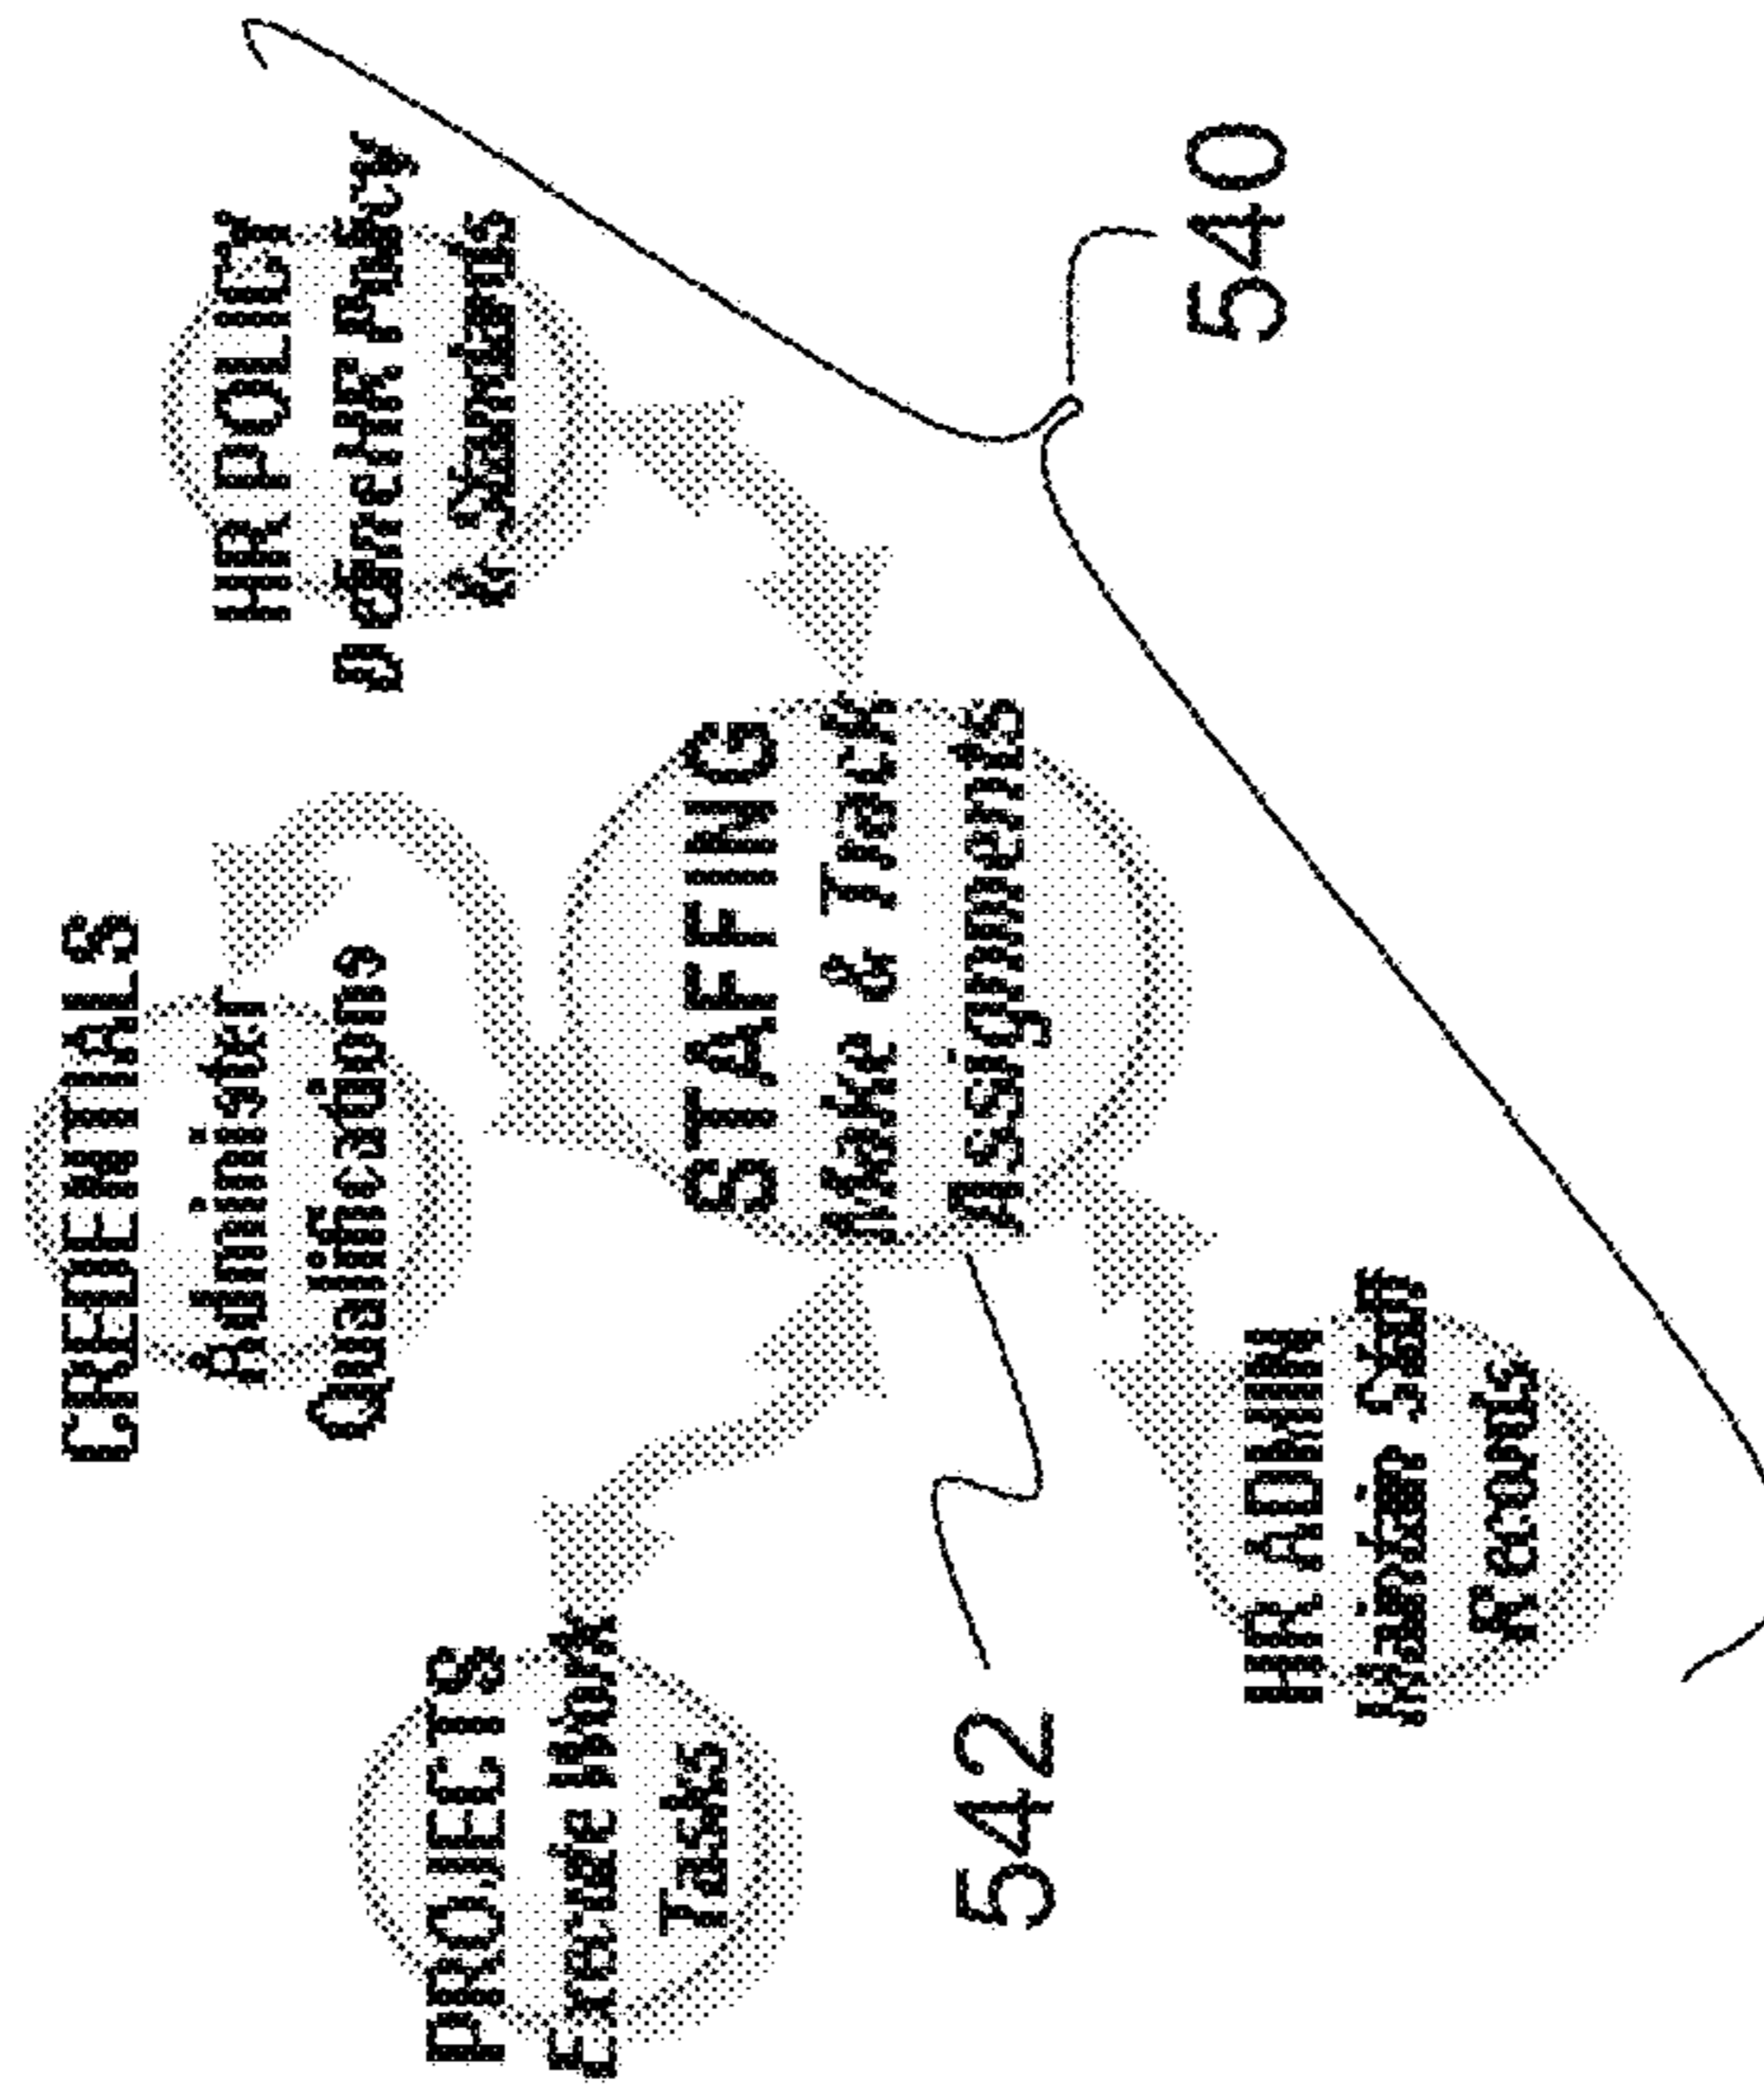 CREDENTIALS
Administer
Qualifications
HR POLICY
Define HR Policy
& Standards
PROJECTS
Execute Work
Tasks
STAFFING
Make & Track
Assignments
542
HR ADMIN
Maintain Staff
Records
540